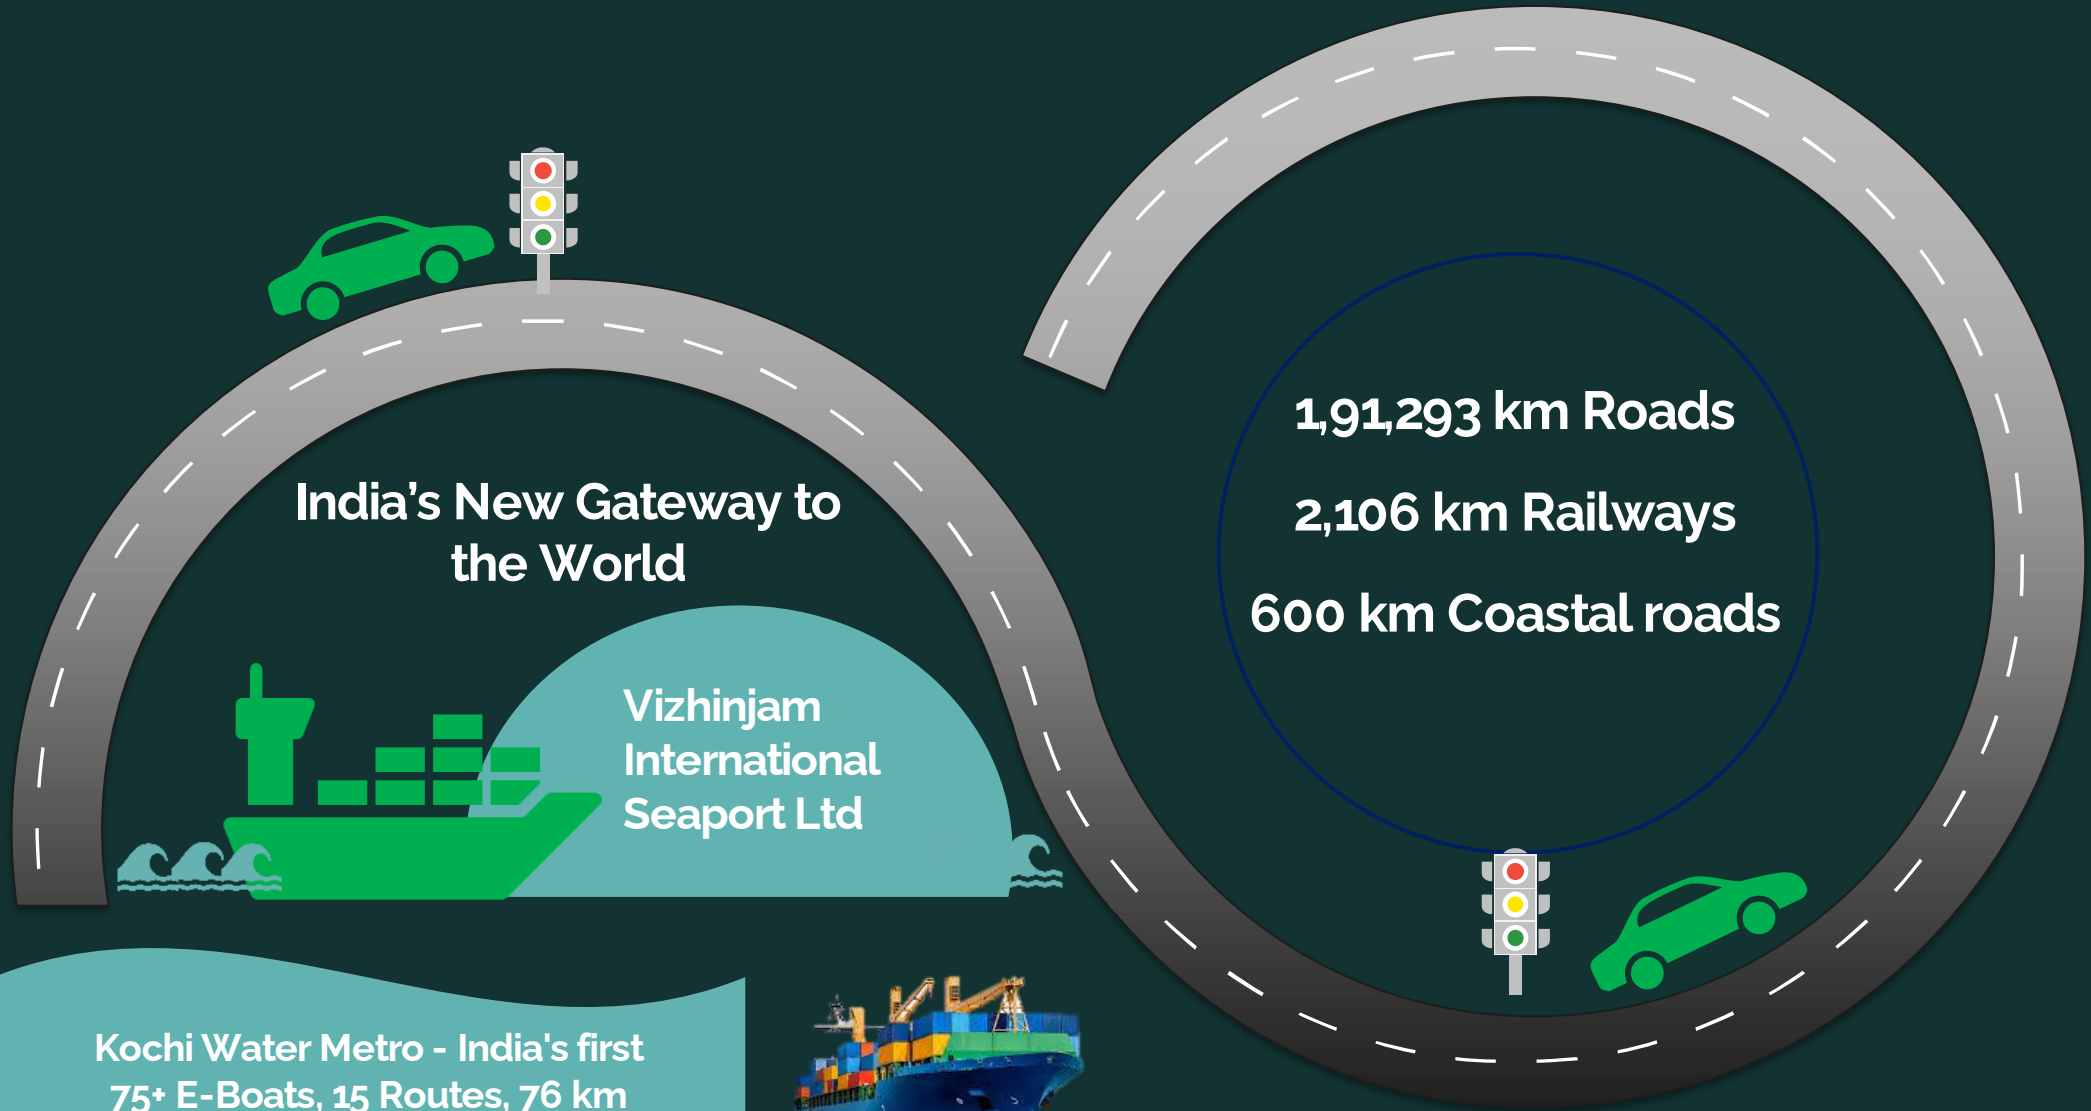 India’s New Gateway to
the World
Vizhinjam
International
Seaport Ltd
1,91,293 km Roads
2,106 km Railways
600 km Coastal roads
Kochi Water Metro - India's first
75+ E-Boats, 15 Routes, 76 km